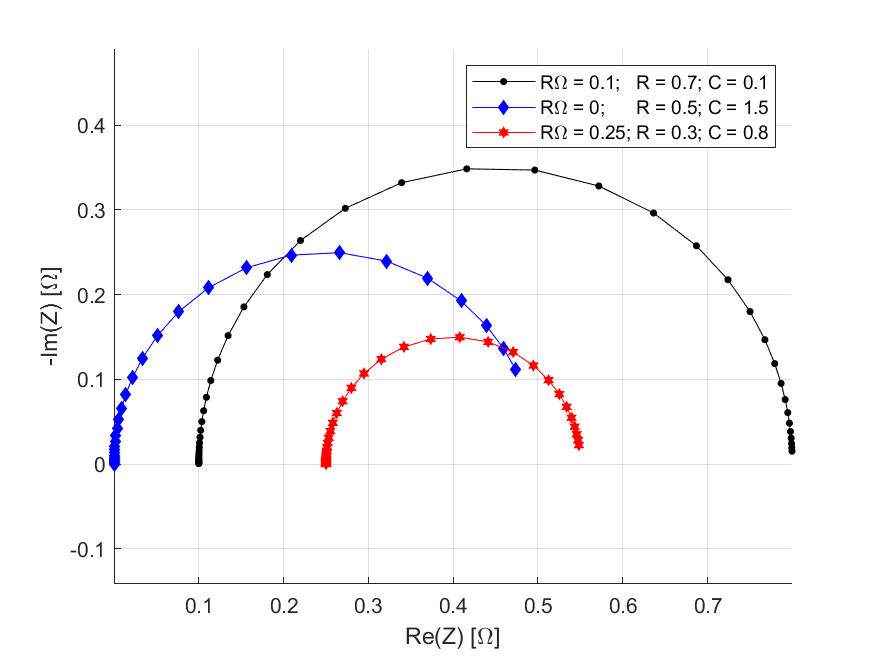 RΩ = 0.1; R = 0.7; C = 0.1
RΩ = 0; R = 0.5; C = 1.5
RΩ = 0.25; R = 0.3; C = 0.8
0.4
0.3
0.2
0.1
0
-0.1
-Im(Z) [Ω]
0.1 0.2 0.3 0.4 0.5 0.6 0.7
Re(Z) [Ω]